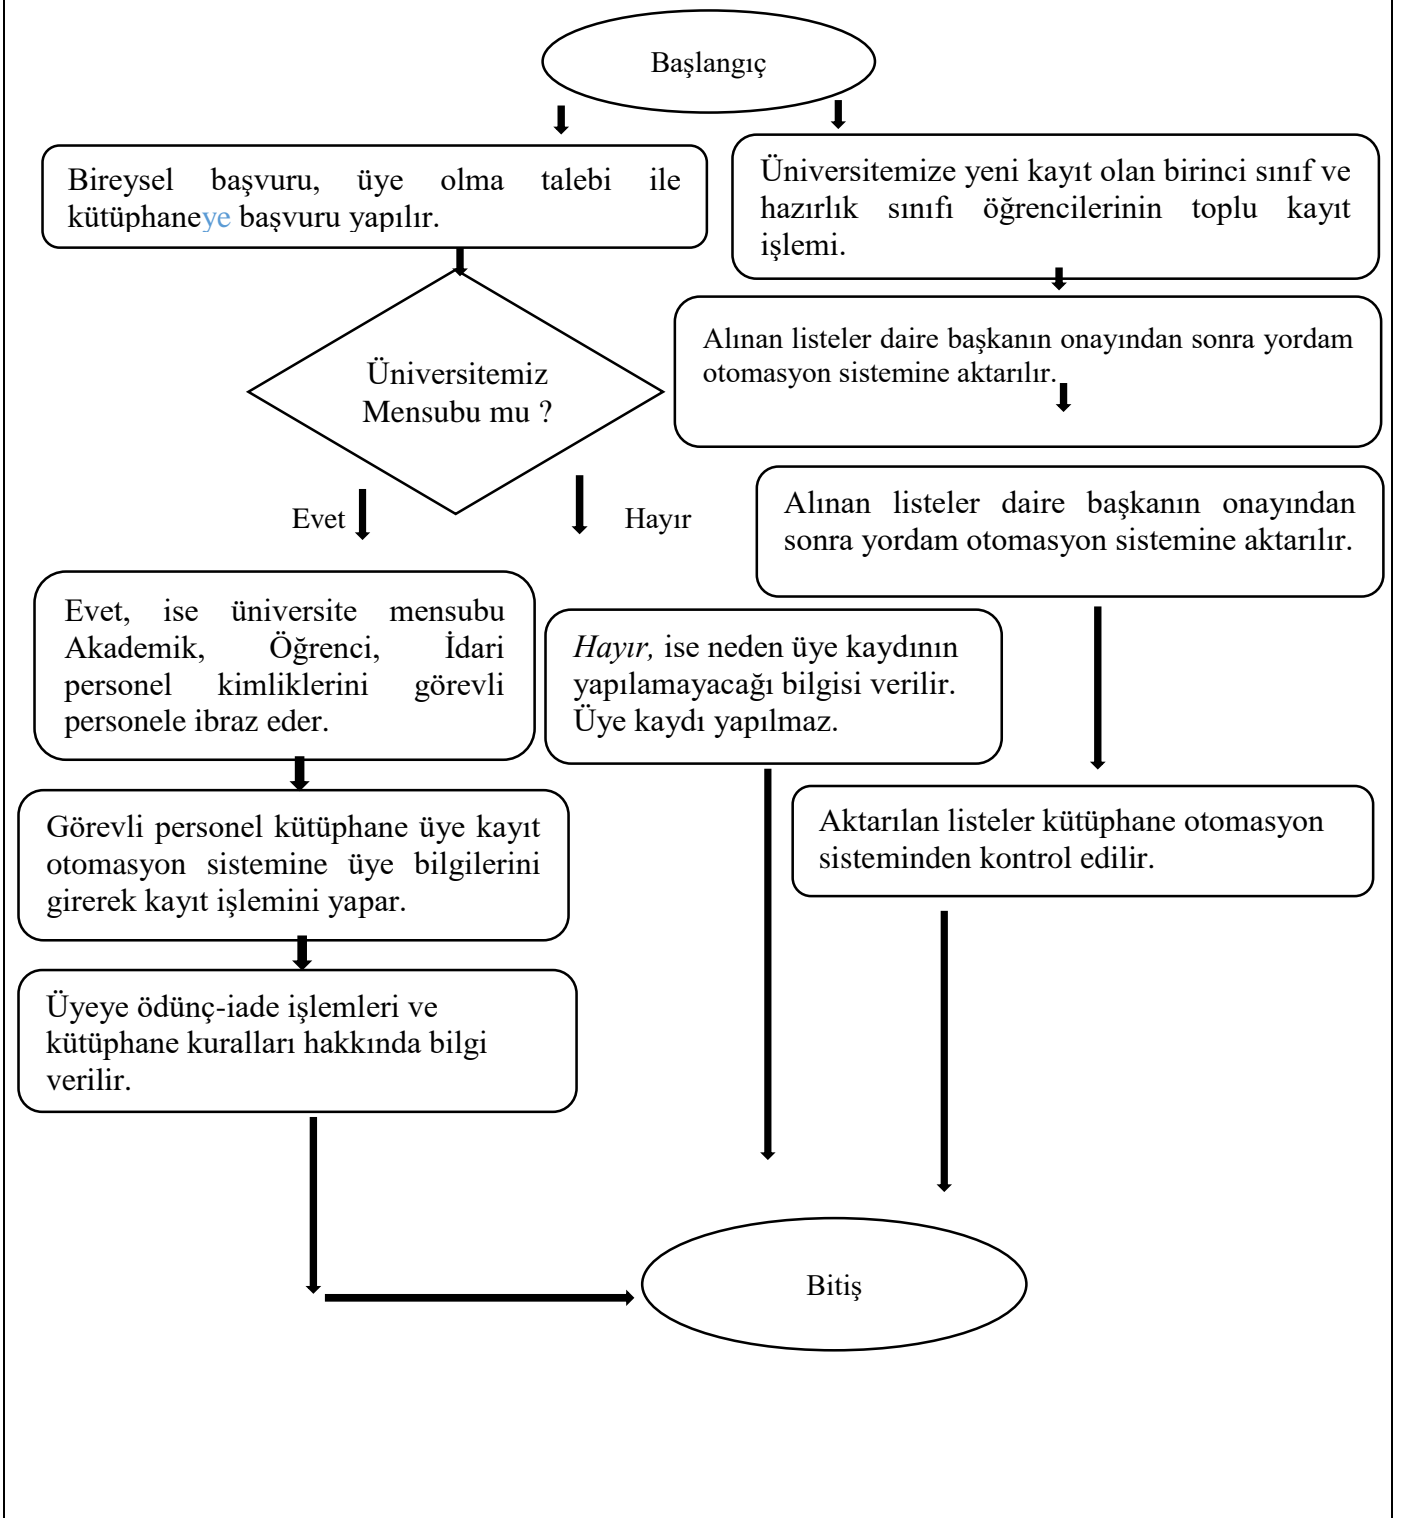 Başlangıç
Bireysel başvuru, üye olma talebi ile
kütüphaneye başvuru yapılır.
Üniversitemize yeni kayıt olan birinci sınıf ve
hazırlık sınıfı öğrencilerinin toplu kayıt
işlemi.
Alınan listeler daire başkanın onayından sonra yordam
otomasyon sistemine aktarılır.
Üniversitemiz
Mensubu mu ?
Evet
Hayır
Alınan listeler daire başkanın onayından
sonra yordam otomasyon sistemine aktarılır.
Evet, ise üniversite mensubu
Akademik, Öğrenci, İdari
personel kimliklerini görevli
personele ibraz eder.
Hayır, ise neden üye kaydının
yapılamayacağı bilgisi verilir.
Üye kaydı yapılmaz.
Görevli personel kütüphane üye kayıt
otomasyon sistemine üye bilgilerini
girerek kayıt işlemini yapar.
Aktarılan listeler kütüphane otomasyon
sisteminden kontrol edilir.
Üyeye ödünç-iade işlemleri ve
kütüphane kuralları hakkında bilgi
verilir.
Bitiş